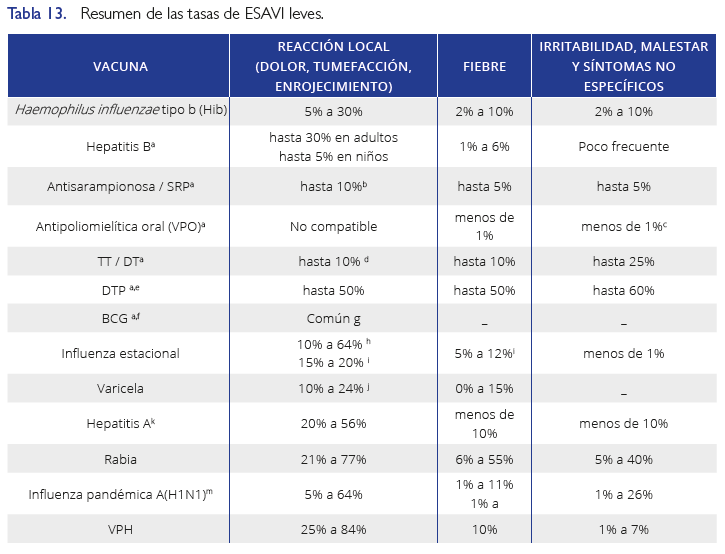 Tabla 13. Resumen de las tasas de ESAVI leves.
VACUNA REACCIÓN LOCAL (DOLOR, TUMEFACCIÓN, ENROJECIMIENTO) FIEBRE IRRITABILIDAD, MALESTAR Y SÍNTOMAS NO ESPECÍFICOS
Haemophilus influenzae tipo b (Hib) 5% a 30% 2% a 10% 2% a 10%
Hepatitis Bᵃ hasta 30% en adultos hasta 5% en niños 1% a 6% Poco frecuente
Antisarampionosa / SRPᵃ hasta 10%ᵇ hasta 5% hasta 5%
Antipoliomielítica oral (VPO)ᵃ No compatible menos de 1% menos de 1%ᶜ
TT / DTᵃ hasta 10% ᵈ hasta 10% hasta 25%
DTP ᵃ,ᵉ hasta 50% hasta 50% hasta 60%
BCG ᵃ,ᶠ Común g _ _
Influenza estacional 10% a 64% ʰ 15% a 20% ⁱ 5% a 12%ⁱ menos de 1%
Varicela 10% a 24% ʲ 0% a 15% _
Hepatitis Aᵏ 20% a 56% menos de 10% menos de 10%
Rabia 21% a 77% 6% a 55% 5% a 40%
Influenza pandémica A(H1N1)ᵐ 5% a 64% 1% a 11% 1% a 1% a 26%
VPH 25% a 84% 10% 1% a 7%